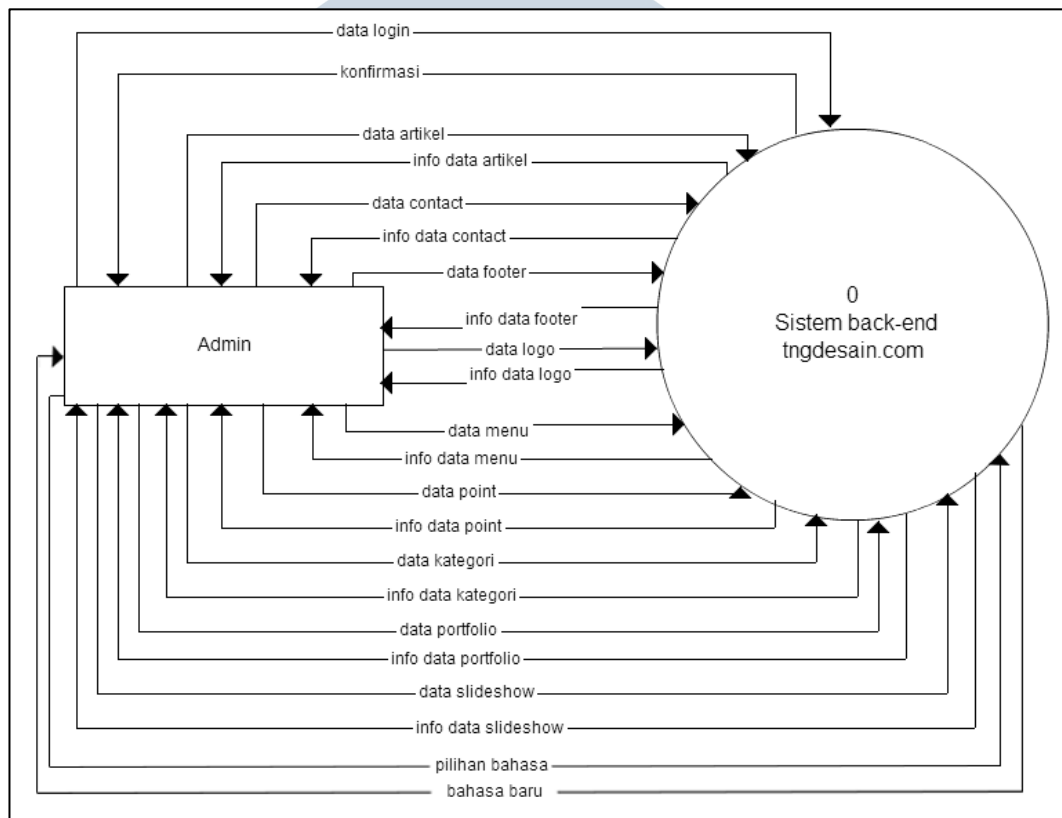 data login
konfirmasi
data artikel
info data artikel
data contact
info data contact
data footer
info data footer
Admin
data logo
info data logo
0
Sistem back-end
tngdesain.com
data menu
info data menu
data point
info data point
data kategori
info data kategori
data portfolio
info data portfolio
data slideshow
info data slideshow
pilihan bahasa
bahasa baru